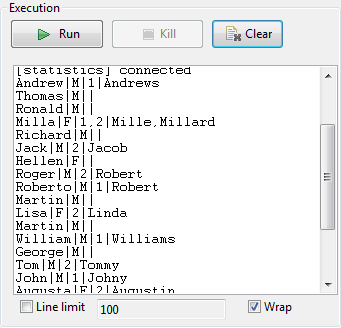 Execution
Run
Kill
Clear
[statistics] connected
Andrew|M|1|Andrews
Thomas|M||
Ronald|M||
Milla|F|1,2|Mille,Millard
Richard|M||
Jack|M|2|Jacob
Hellen|F||
Roger|M|2|Robert
Roberto|M|1|Robert
Martin|M||
Lisa|F|2|Linda
Martin|M||
William|M|1|Williams
George|M||
Tom|M|2|Tommy
John|M|1|Johny
Augusta|F|2|Augustin
Line limit
100
Wrap